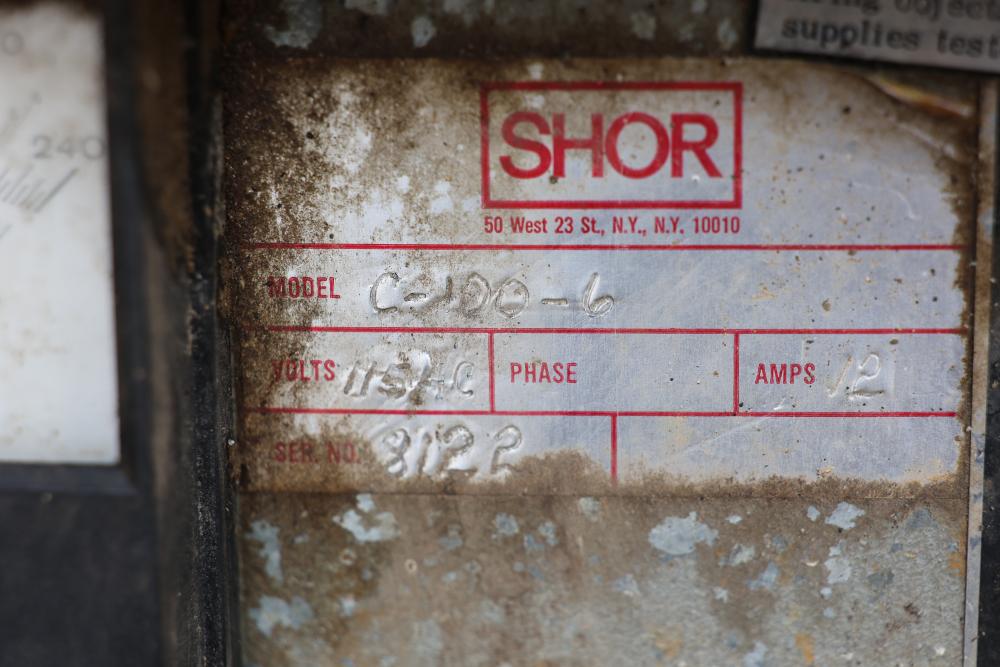 240
supplies test
SHOR
50 West 23 St., N.Y., N.Y. 10010
MODEL C-100-6
VOLTS 115AC PHASE AMPS 12
SER. NO. 8122